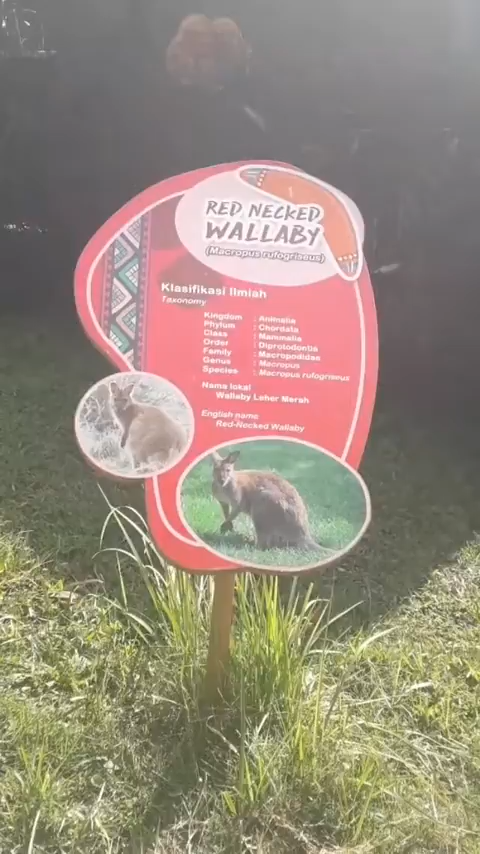 RED NECKED
WALLABY
(Macropus rufogriseus)
Klasifikasi Ilmiah
Taxonomy
Kingdom : Animalia
Phylum : Chordata
Class : Mammalia
Order : Diprotodontia
Family : Macropodidae
Genus : Macropus
Species : Macropus rufogriseus
Nama lokal
Wallaby Leher Merah
English name
Red-Necked Wallaby